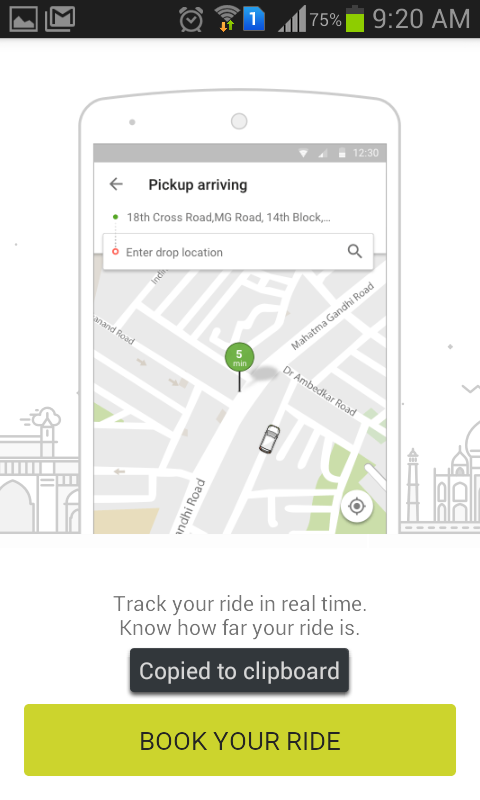 1 75% 9:20 AM
12:30
Pickup arriving
18th Cross Road,MG Road, 14th Block,...
Enter drop location
Mahatma Gandhi Road
anand Road
5
min
Dr Ambedkar Road
andhi Road
Track your ride in real time.
Know how far your ride is.
Copied to clipboard
BOOK YOUR RIDE